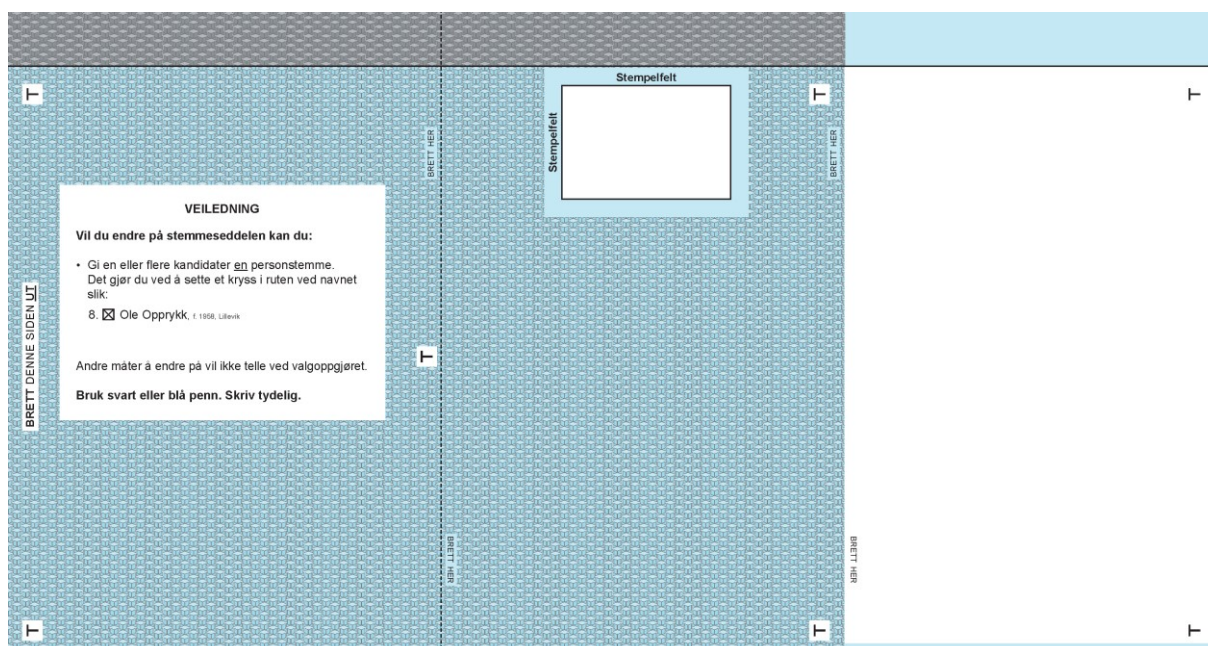 Stempelfelt
Stempelfelt
T
T
T
BRETT HER
BRETT HER
VEILEDNING
Vil du endre på stemmeseddelen kan du:
• Gi en eller flere kandidater en personstemme.
Det gjør du ved å sette et kryss i ruten ved navnet
slik:
8. ☒ Ole Opprykk, f. 1958, Lillevik
Andre måter å endre på vil ikke telle ved valgoppgjøret.
Bruk svart eller blå penn. Skriv tydelig.
BRETT DENNE SIDEN UT
T
BRETT HER
BRETT HER
T
T
T